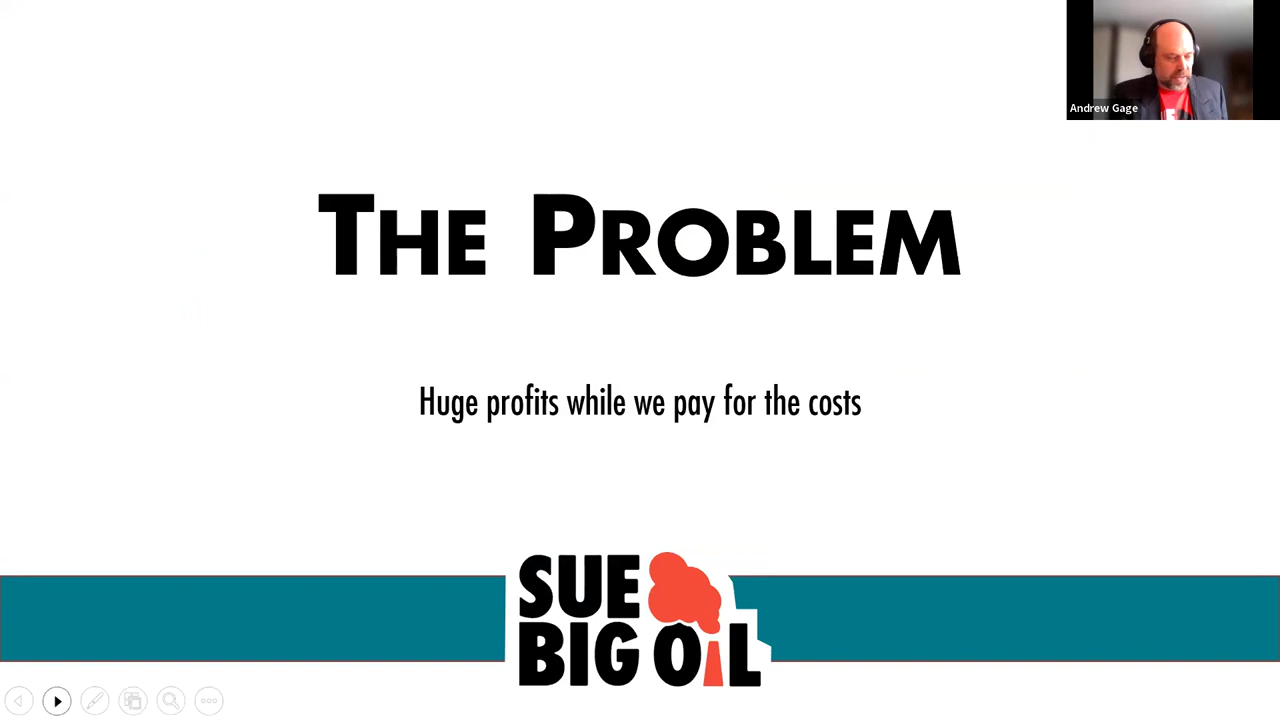 Andrew Gage
The Problem
Huge profits while we pay for the costs
SUE
BIG OiL